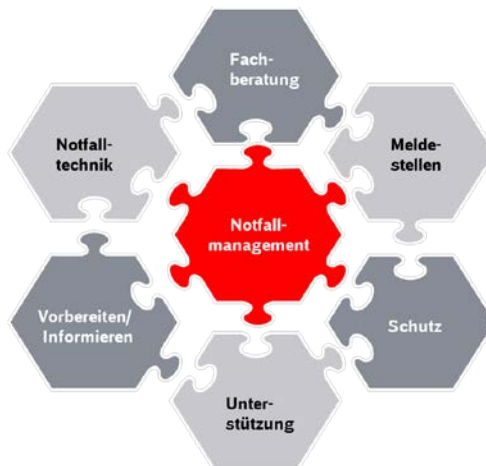 Fach-
beratung
Notfall-
technik
Melde-
stellen
Notfall-
management
Vorbereiten/
Informieren
Schutz
Unter-
stützung